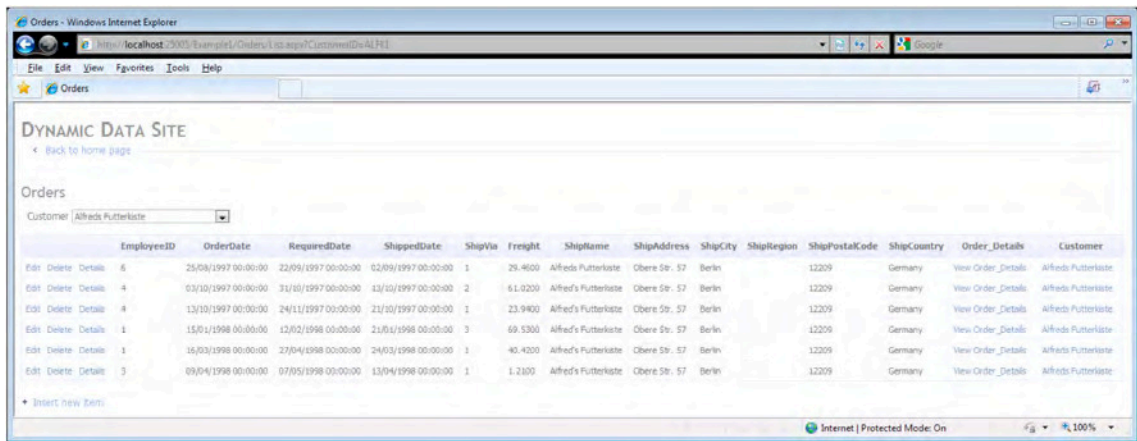 Orders - Windows Internet Explorer
http://localhost:25005/Example1/Orders/List.aspx?CustomerID=ALFKI
Google
File Edit View Favorites Tools Help
Orders
DYNAMIC DATA SITE
Back to home page
Orders
Customer Alfreds Futterkiste
EmployeeID OrderDate RequiredDate ShippedDate ShipVia Freight ShipName ShipAddress ShipCity ShipRegion ShipPostalCode ShipCountry Order_Details Customer
Edit Delete Details 6 25/08/1997 00:00:00 22/09/1997 00:00:00 02/09/1997 00:00:00 1 29.4600 Alfreds Futterkiste Obere Str. 57 Berlin 12209 Germany View Order_Details Alfreds Futterkiste
Edit Delete Details 4 03/10/1997 00:00:00 31/10/1997 00:00:00 13/10/1997 00:00:00 2 61.0200 Alfred's Futterkiste Obere Str. 57 Berlin 12209 Germany View Order_Details Alfreds Futterkiste
Edit Delete Details 4 13/10/1997 00:00:00 24/11/1997 00:00:00 21/10/1997 00:00:00 1 23.9400 Alfred's Futterkiste Obere Str. 57 Berlin 12209 Germany View Order_Details Alfreds Futterkiste
Edit Delete Details 1 15/01/1998 00:00:00 12/02/1998 00:00:00 21/01/1998 00:00:00 3 69.5300 Alfred's Futterkiste Obere Str. 57 Berlin 12209 Germany View Order_Details Alfreds Futterkiste
Edit Delete Details 1 16/03/1998 00:00:00 27/04/1998 00:00:00 24/03/1998 00:00:00 1 40.4200 Alfred's Futterkiste Obere Str. 57 Berlin 12209 Germany View Order_Details Alfreds Futterkiste
Edit Delete Details 3 09/04/1998 00:00:00 07/05/1998 00:00:00 13/04/1998 00:00:00 1 1.2100 Alfred's Futterkiste Obere Str. 57 Berlin 12209 Germany View Order_Details Alfreds Futterkiste
Insert new item
Internet | Protected Mode: On 100%